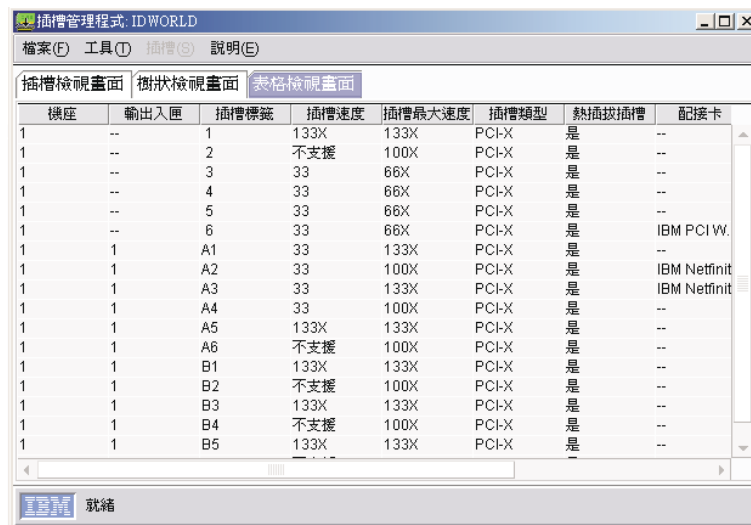 插槽管理程式: IDWORLD
檔案(F) 工具(T) 插槽(S) 說明(E)
插槽檢視畫面 樹狀檢視畫面 表格檢視畫面
機座 輸出入匣 插槽標籤 插槽速度 插槽最大速度 插槽類型 熱插拔插槽 配接卡
1 -- 1 133X 133X PCI-X 是 --
1 -- 2 不支援 100X PCI-X 是 --
1 -- 3 33 66X PCI-X 是 --
1 -- 4 33 66X PCI-X 是 --
1 -- 5 33 66X PCI-X 是 --
1 -- 6 33 66X PCI-X 是 IBM PCI W.
1 1 A1 33 133X PCI-X 是 --
1 1 A2 33 100X PCI-X 是 IBM Netfinit
1 1 A3 33 133X PCI-X 是 IBM Netfinit
1 1 A4 33 100X PCI-X 是 --
1 1 A5 133X 133X PCI-X 是 --
1 1 A6 不支援 100X PCI-X 是 --
1 1 B1 133X 133X PCI-X 是 --
1 1 B2 不支援 100X PCI-X 是 --
1 1 B3 133X 133X PCI-X 是 --
1 1 B4 不支援 100X PCI-X 是 --
1 1 B5 133X 133X PCI-X 是 --
IBM 就緒